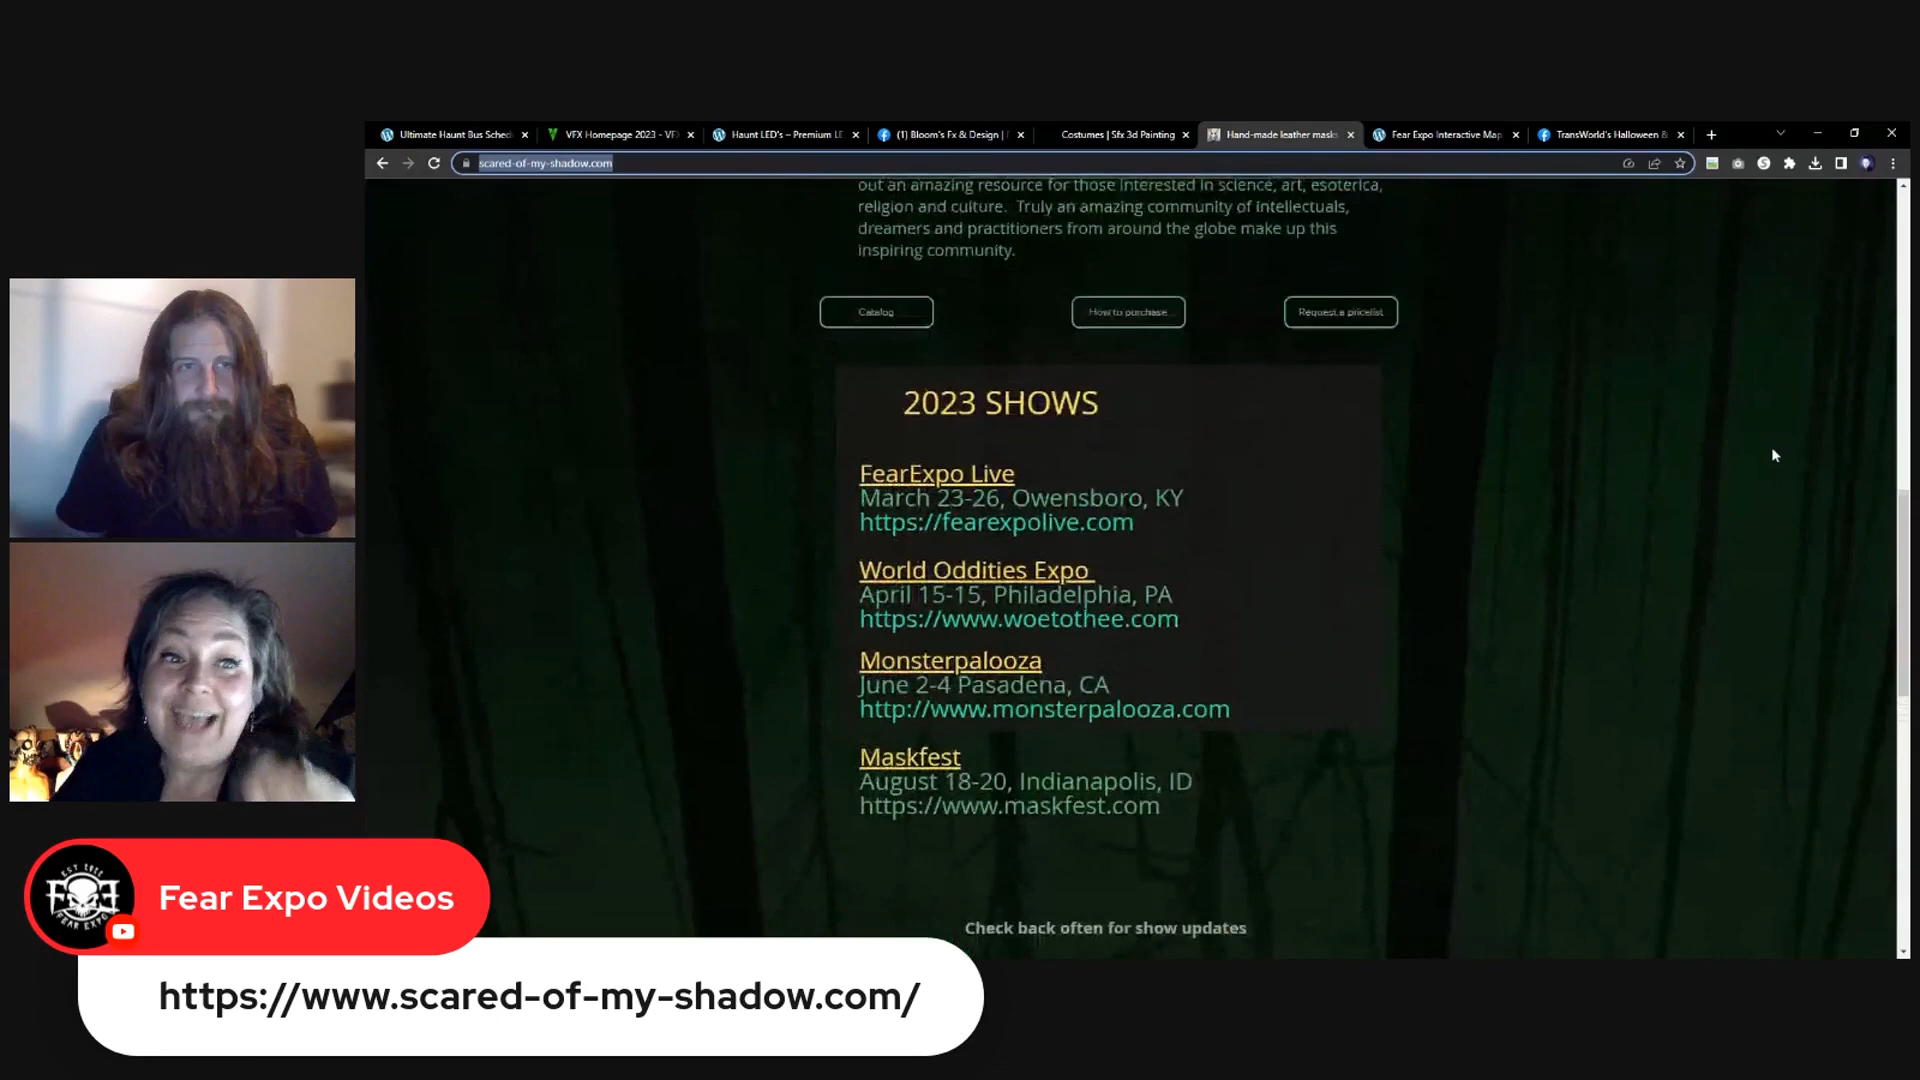 Ultimate Haunt Bus Sched
VFX Homepage 2023 - VF
Haunt LED's – Premium LE
(1) Bloom's Fx & Design |
Costumes | Sfx 3d Painting
Hand-made leather mask
Fear Expo Interactive Map
TransWorld's Halloween &
scared-of-my-shadow.com
out an amazing resource for those interested in science, art, esoterica,
religion and culture. Truly an amazing community of intellectuals,
dreamers and practitioners from around the globe make up this
inspiring community.
Catalog
How to purchase
Request a pricelist
2023 SHOWS
FearExpo Live
March 23-26, Owensboro, KY
https://fearexpolive.com
World Oddities Expo
April 15-15, Philadelphia, PA
https://www.woetothee.com
Monsterpalooza
June 2-4 Pasadena, CA
http://www.monsterpalooza.com
Maskfest
August 18-20, Indianapolis, ID
https://www.maskfest.com
Check back often for show updates
FEAR EXPO
Fear Expo Videos
https://www.scared-of-my-shadow.com/